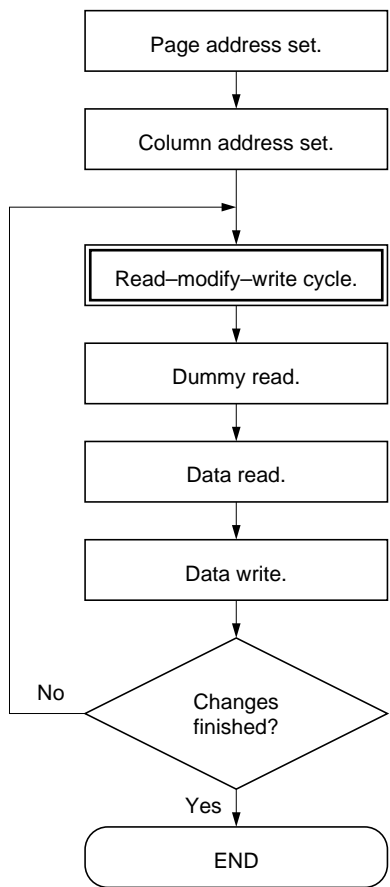 Page address set.
Column address set.
Read–modify–write cycle.
Dummy read.
Data read.
Data write.
No
Changes
finished?
Yes
END